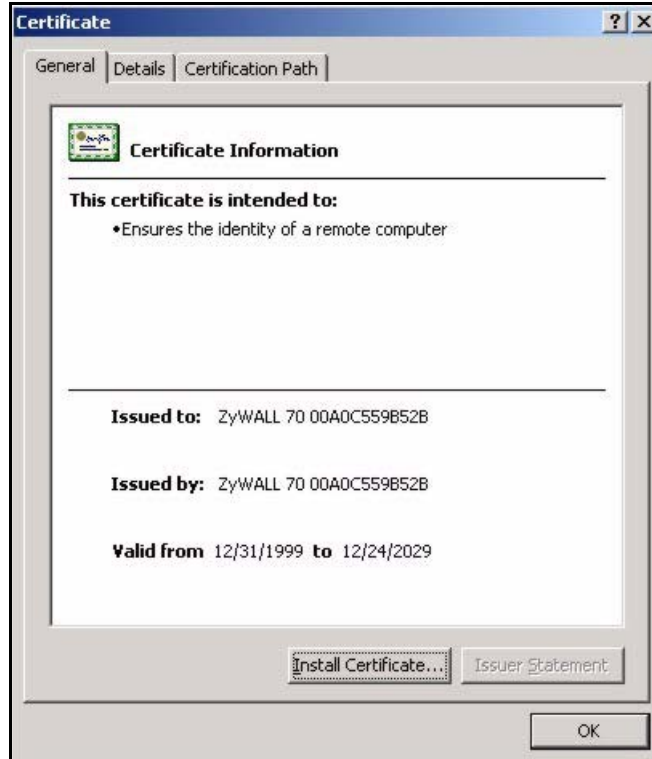 Certificate
General Details Certification Path
Certificate Information
This certificate is intended to:
•Ensures the identity of a remote computer
Issued to: ZyWALL 70 00A0C559B52B
Issued by: ZyWALL 70 00A0C559B52B
Valid from 12/31/1999 to 12/24/2029
Install Certificate... Issuer Statement
OK